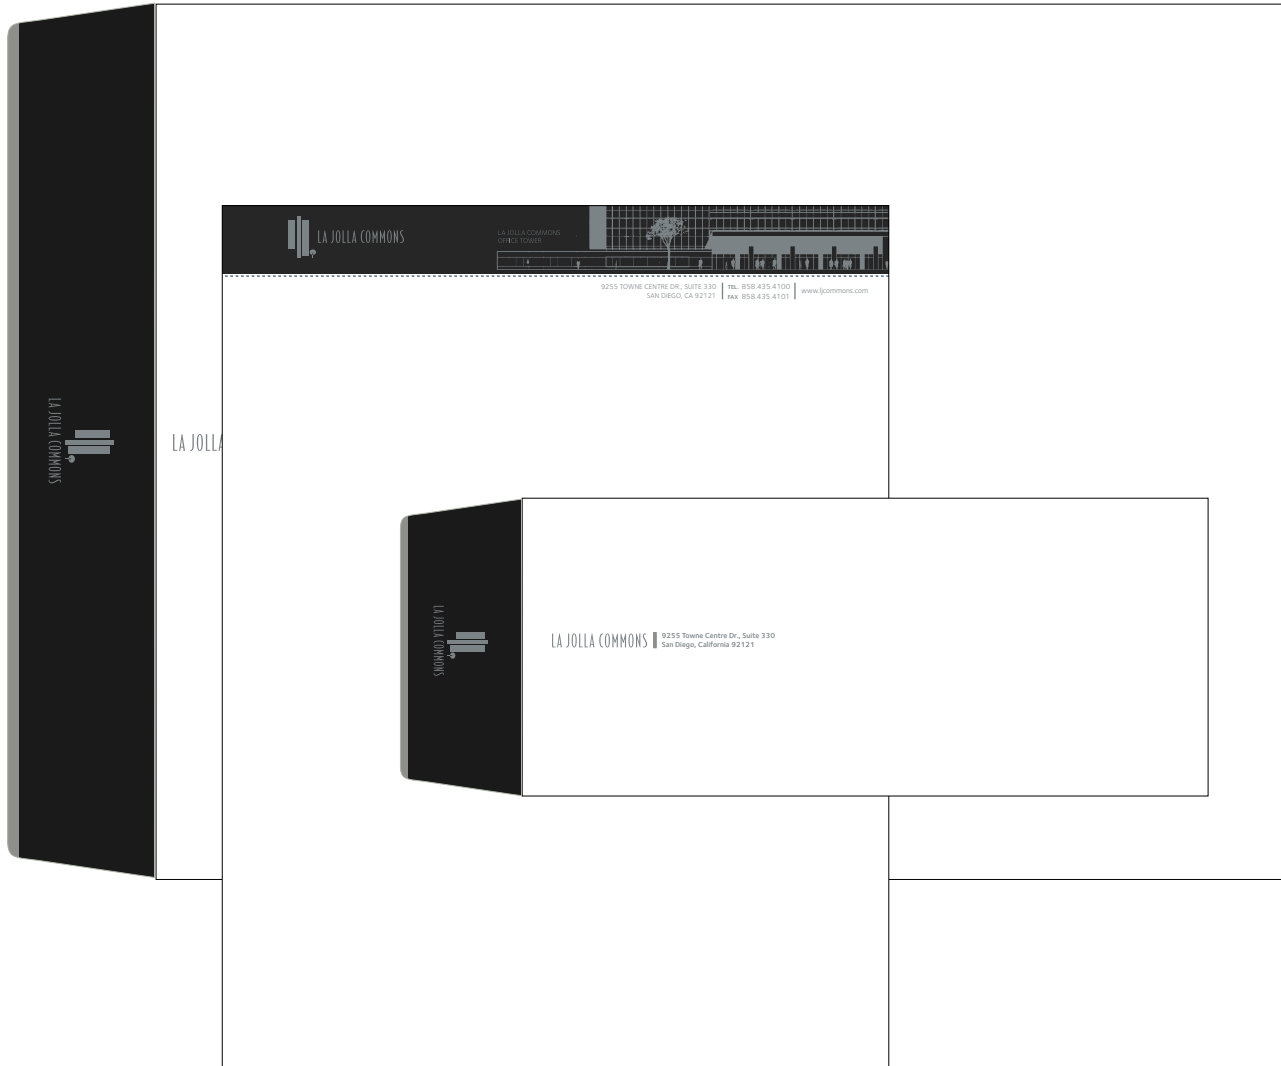 LA JOLLA COMMONS
LA JOLLA COMMONS
OFFICE TOWER
9255 TOWNE CENTRE DR., SUITE 330
SAN DIEGO, CA 92121
TEL. 858.435.4100
FAX 858.435.4101
www.ljcommons.com
LA JOLLA COMMONS
LA JOLLA
LA JOLLA COMMONS
LA JOLLA COMMONS
9255 Towne Centre Dr., Suite 330
San Diego, California 92121